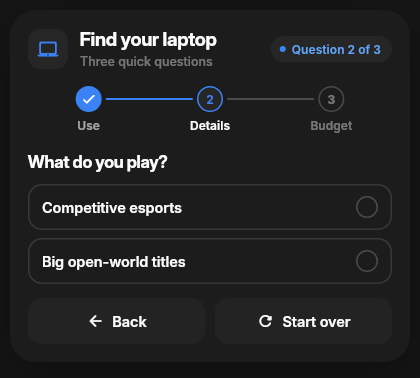 Find your laptop
Three quick questions
Question 2 of 3
2
3
Use
Details
Budget
What do you play?
Competitive esports
Big open-world titles
Back
Start over